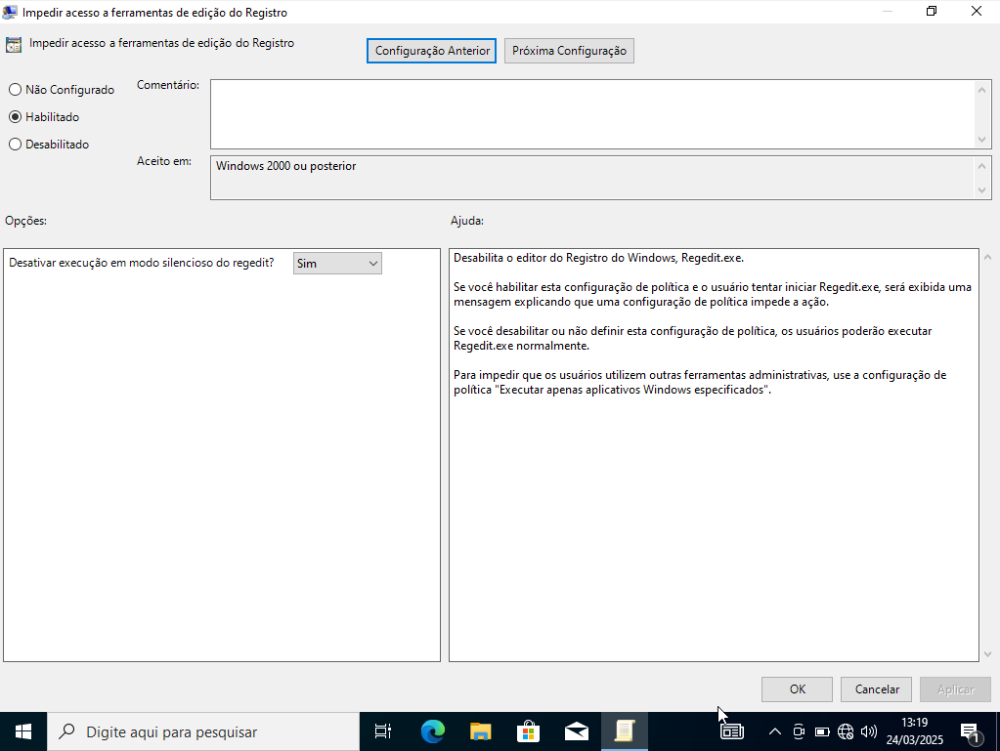 Impedir acesso a ferramentas de edição do Registro
Impedir acesso a ferramentas de edição do Registro
Configuração Anterior
Próxima Configuração
Não Configurado
Habilitado
Desabilitado
Comentário:
Aceito em:
Windows 2000 ou posterior
Opções:
Ajuda:
Desativar execução em modo silencioso do regedit?
Sim
Desabilita o editor do Registro do Windows, Regedit.exe.
Se você habilitar esta configuração de política e o usuário tentar iniciar Regedit.exe, será exibida uma
mensagem explicando que uma configuração de política impede a ação.
Se você desabilitar ou não definir esta configuração de política, os usuários poderão executar
Regedit.exe normalmente.
Para impedir que os usuários utilizem outras ferramentas administrativas, use a configuração de
política "Executar apenas aplicativos Windows especificados".
OK
Cancelar
Aplicar
Digite aqui para pesquisar
13:19
24/03/2025
1